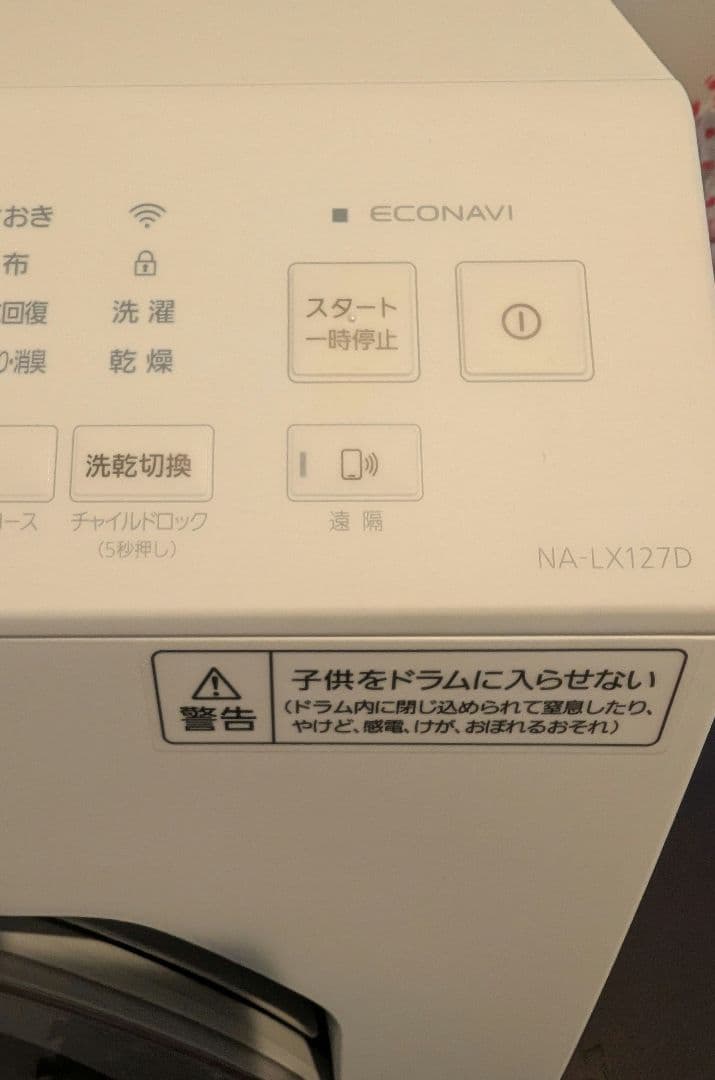 ECONAVI
おき
布
回復
消臭
洗濯
乾燥
スタート
一時停止
洗乾切換
ース
チャイルドロック
(5秒押し)
遠隔
NA-LX127D
警告
子供をドラムに入らせない
(ドラム内に閉じ込められて窒息したり、
やけど、感電、けが、おぼれるおそれ)